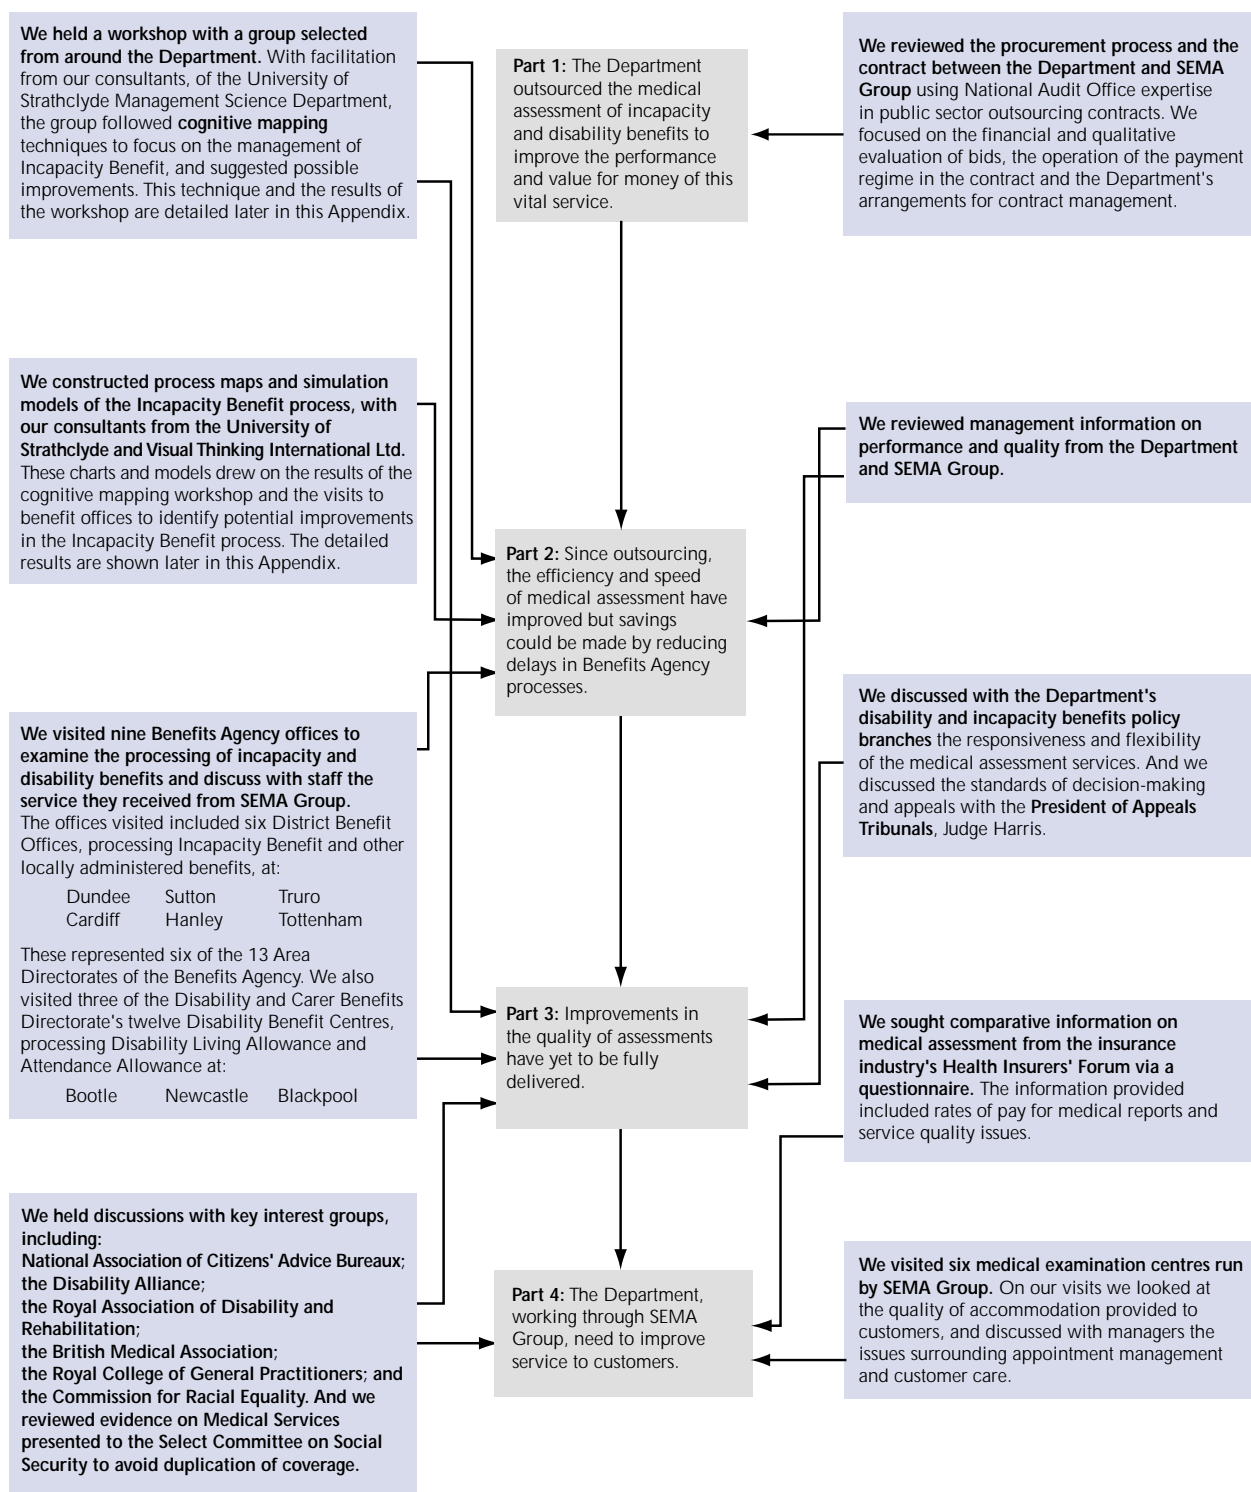 We held a workshop with a group selected
from around the Department. With facilitation
from our consultants, of the University of
Strathclyde Management Science Department,
the group followed cognitive mapping
techniques to focus on the management of
Incapacity Benefit, and suggested possible
improvements. This technique and the results of
the workshop are detailed later in this Appendix.
Part 1: The Department
outsourced the medical
assessment of incapacity
and disability benefits to
improve the performance
and value for money of this
vital service.
We reviewed the procurement process and the
contract between the Department and SEMA
Group using National Audit Office expertise
in public sector outsourcing contracts. We
focused on the financial and qualitative
evaluation of bids, the operation of the payment
regime in the contract and the Department's
arrangements for contract management.
We constructed process maps and simulation
models of the Incapacity Benefit process, with
our consultants from the University of
Strathclyde and Visual Thinking International Ltd.
These charts and models drew on the results of the
cognitive mapping workshop and the visits to
benefit offices to identify potential improvements
in the Incapacity Benefit process. The detailed
results are shown later in this Appendix.
We reviewed management information on
performance and quality from the Department
and SEMA Group.
Part 2: Since outsourcing,
the efficiency and speed
of medical assessment have
improved but savings
could be made by reducing
delays in Benefits Agency
processes.
We discussed with the Department's
disability and incapacity benefits policy
branches the responsiveness and flexibility
of the medical assessment services. And we
discussed the standards of decision-making
and appeals with the President of Appeals
Tribunals, Judge Harris.
We visited nine Benefits Agency offices to
examine the processing of incapacity and
disability benefits and discuss with staff the
service they received from SEMA Group.
The offices visited included six District Benefit
Offices, processing Incapacity Benefit and other
locally administered benefits, at:
Dundee Sutton Truro
Cardiff Hanley Tottenham
These represented six of the 13 Area
Directorates of the Benefits Agency. We also
visited three of the Disability and Carer Benefits
Directorate's twelve Disability Benefit Centres,
processing Disability Living Allowance and
Attendance Allowance at:
Bootle Newcastle Blackpool
Part 3: Improvements in
the quality of assessments
have yet to be fully
delivered.
We sought comparative information on
medical assessment from the insurance
industry's Health Insurers' Forum via a
questionnaire. The information provided
included rates of pay for medical reports and
service quality issues.
We held discussions with key interest groups,
including:
National Association of Citizens' Advice Bureaux;
the Disability Alliance;
the Royal Association of Disability and
Rehabilitation;
the British Medical Association;
the Royal College of General Practitioners; and
the Commission for Racial Equality. And we
reviewed evidence on Medical Services
presented to the Select Committee on Social
Security to avoid duplication of coverage.
Part 4: The Department,
working through SEMA
Group, need to improve
service to customers.
We visited six medical examination centres run
by SEMA Group. On our visits we looked at
the quality of accommodation provided to
customers, and discussed with managers the
issues surrounding appointment management
and customer care.